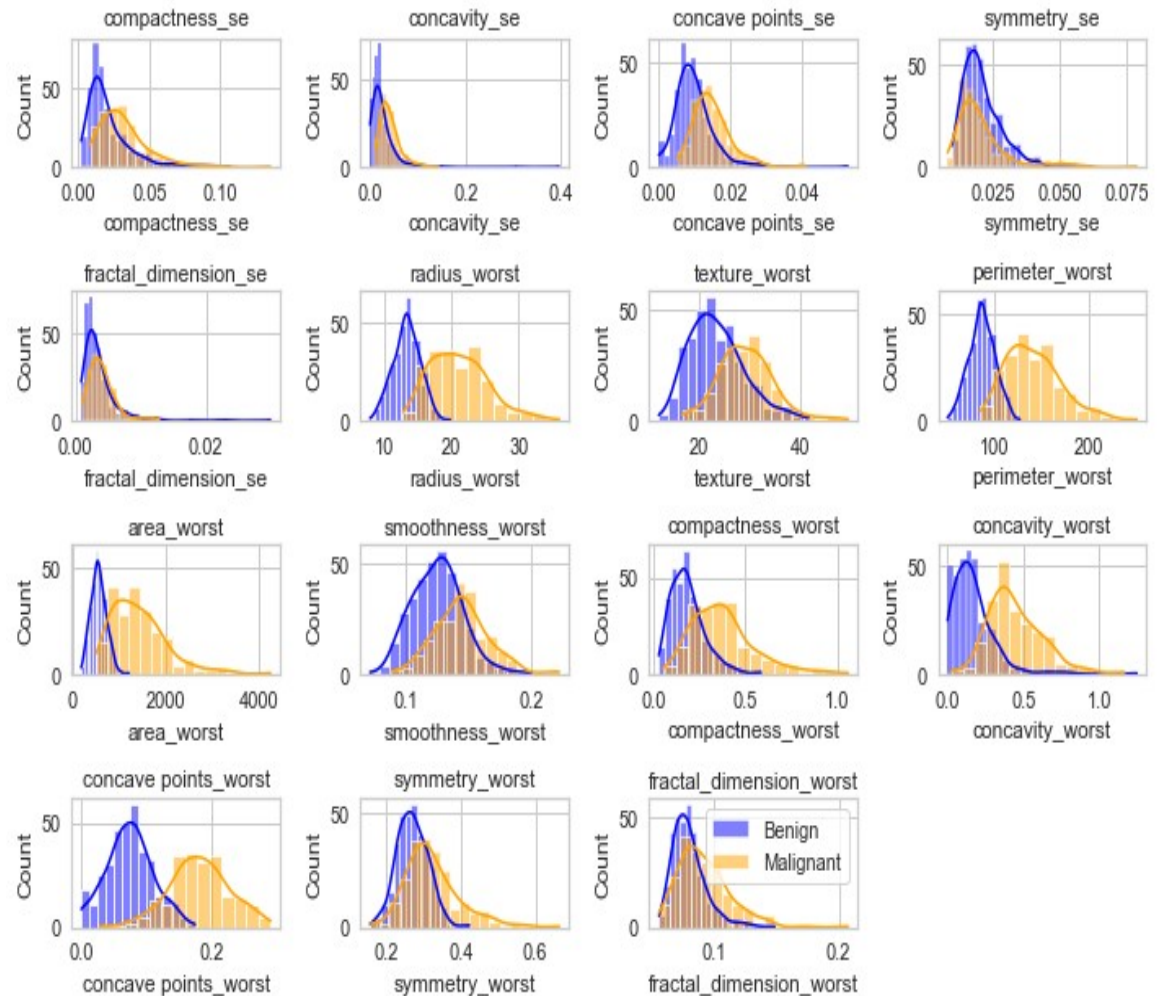 compactness_se
concavity_se
concave points_se
symmetry_se
Count
50
0
0.00 0.05 0.10
compactness_se
Count
50
0
0.0 0.2 0.4
concavity_se
Count
50
0
0.00 0.02 0.04
concave points_se
Count
50
0
0.025 0.050 0.075
symmetry_se
fractal_dimension_se
radius_worst
texture_worst
perimeter_worst
Count
50
0
0.00 0.02
fractal_dimension_se
Count
50
0
10 20 30
radius_worst
Count
50
0
20 40
texture_worst
Count
50
0
100 200
perimeter_worst
area_worst
smoothness_worst
compactness_worst
concavity_worst
Count
50
0
0 2000 4000
area_worst
Count
50
0
0.1 0.2
smoothness_worst
Count
50
0
0.0 0.5 1.0
compactness_worst
Count
50
0
0.0 0.5 1.0
concavity_worst
concave points_worst
symmetry_worst
fractal_dimension_worst
Count
50
0
0.0 0.2
concave points_worst
Count
50
0
0.2 0.4 0.6
symmetry_worst
Count
50
0
Benign
Malignant
0.1 0.2
fractal_dimension_worst